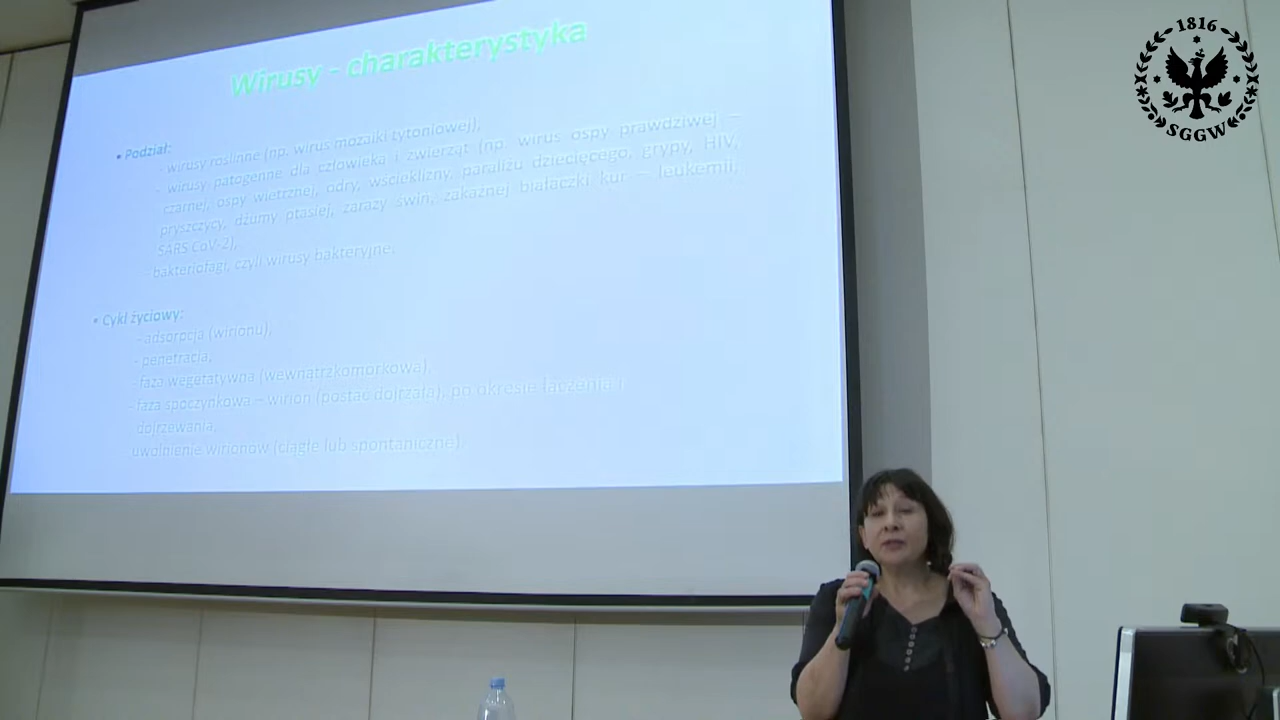 Wirusy - charakterystyka
• Podział:
- wirusy roślinne (np. wirus mozaiki tytoniowej),
- wirusy patogenne dla człowieka i zwierząt (np. wirus ospy prawdziwej –
czarnej, ospy wietrznej, odry, wścieklizny, paraliżu dziecięcego, grypy, HIV,
pryszczycy, dżumy ptasiej, zarazy świń, zakaźnej białaczki kur – leukemii,
SARS CoV-2),
- bakteriofagi, czyli wirusy bakteryjne.
• Cykl życiowy:
- adsorpcja (wirionu),
- penetracja,
- faza wegetatywna (wewnątrzkomórkowa),
- faza spoczynkowa – wirion (postać dojrzała), po okresie łączenia i
dojrzewania,
uwolnienie wirionów (ciągłe lub spontaniczne)
1816
SGGW